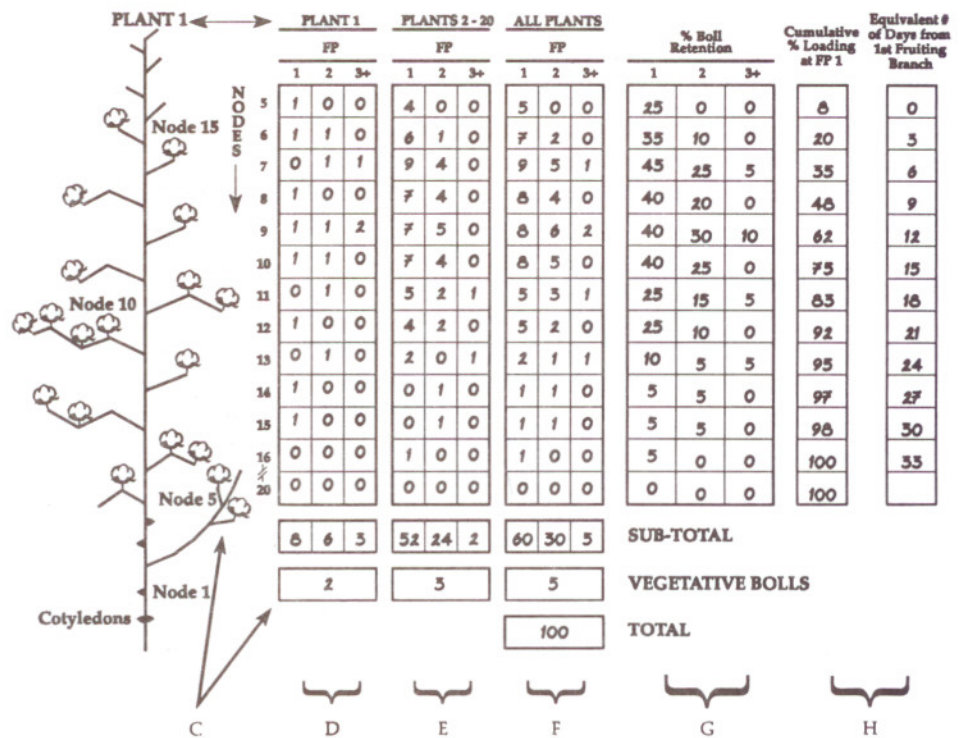 PLANT 1 PLANT 1 PLANTS 2 - 20 ALL PLANTS % Boll Retention Cumulative % Loading at FP 1 Equivalent # of Days from 1st Fruiting Branch
FP FP FP
1 2 3+ 1 2 3+ 1 2 3+ 1 2 3+
NODES
5 1 0 0 4 0 0 5 0 0 25 0 0 8 0
Node 15
6 1 1 0 6 1 0 7 2 0 35 10 0 20 3
7 0 1 1 9 4 0 9 5 1 45 25 5 35 6
8 1 0 0 7 4 0 8 4 0 40 20 0 48 9
9 1 1 2 7 5 0 8 6 2 40 30 10 62 12
10 1 1 0 7 4 0 8 5 0 40 25 0 75 15
Node 10
11 0 1 0 5 2 1 5 3 1 25 15 5 83 18
12 1 0 0 4 2 0 5 2 0 25 10 0 92 21
13 0 1 0 2 0 1 2 1 1 10 5 5 95 24
14 1 0 0 0 1 0 1 1 0 5 5 0 97 27
15 1 0 0 0 1 0 1 1 0 5 5 0 98 30
16 0 0 0 1 0 0 1 0 0 5 0 0 100 33
Node 5
20 0 0 0 0 0 0 0 0 0 0 0 0 100
8 6 3 52 24 2 60 30 5 SUB-TOTAL
Node 1 2 3 5 VEGETATIVE BOLLS
Cotyledons 100 TOTAL
C D E F G H